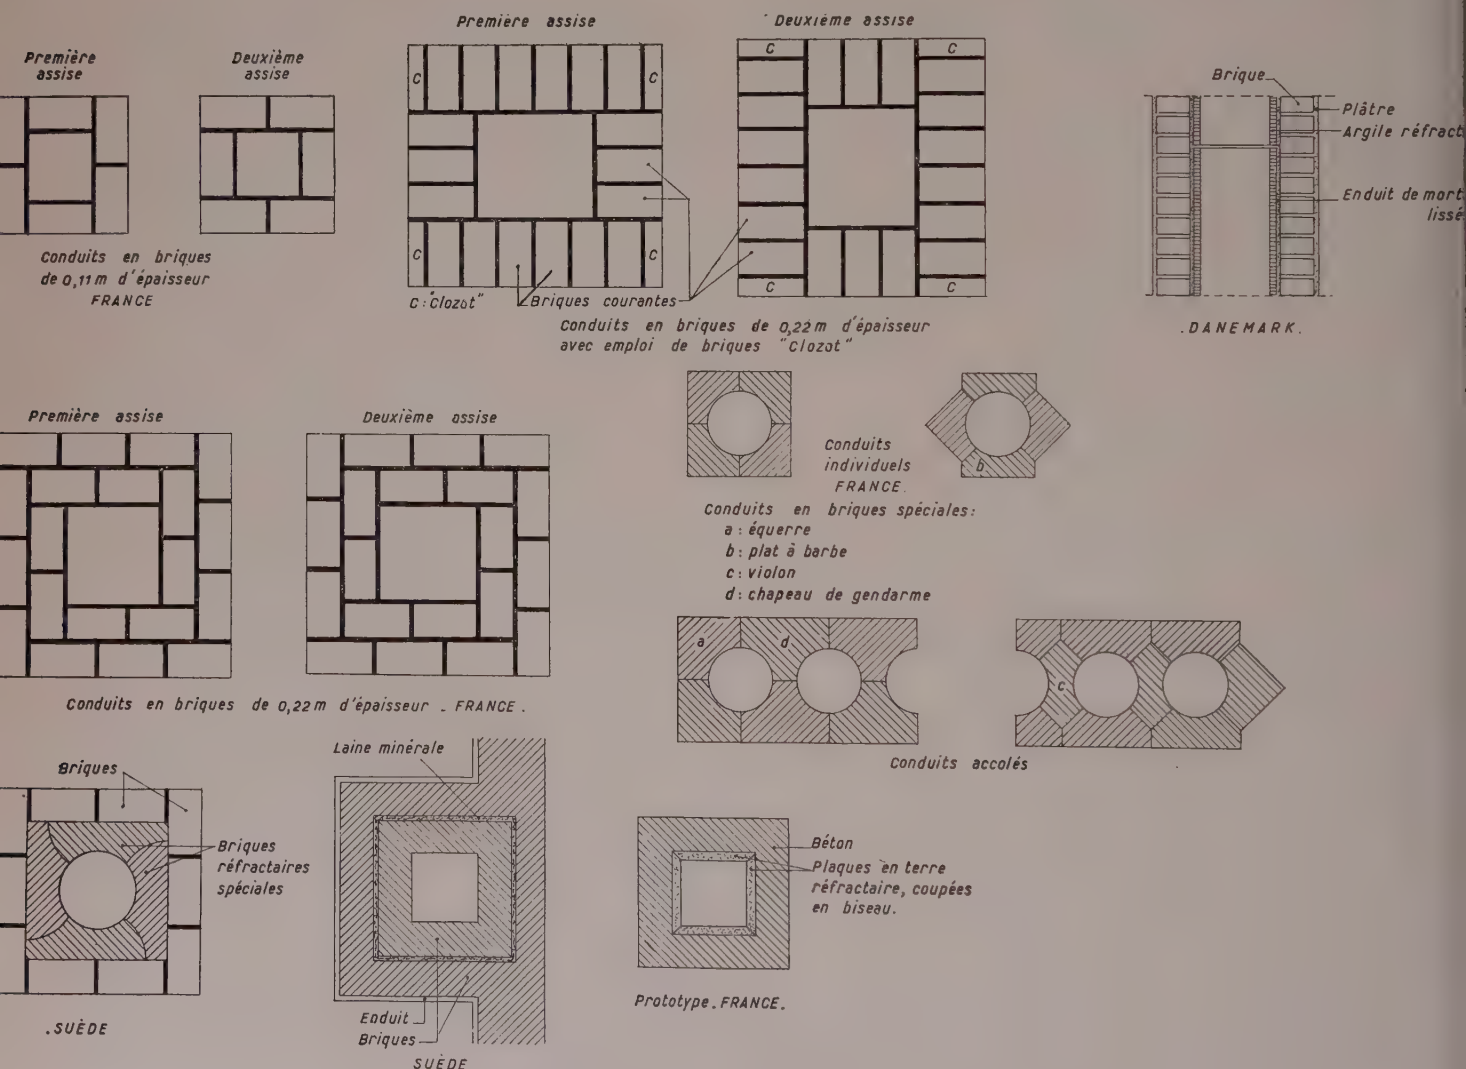 Première
assise
Deuxième
assise
Première assise
Deuxième assise
C
C
C
C
C
C
C
C
Conduits en briques
de 0,11 m d'épaisseur
FRANCE
C : "Clozot"
Briques courantes
Conduits en briques de 0,22 m d'épaisseur
avec emploi de briques "Clozot"
Brique
Plâtre
Argile réfract
Enduit de mort
lissé
. DANEMARK .
Première assise
Deuxième assise
Conduits en briques de 0,22 m d'épaisseur _ FRANCE .
Conduits
individuels
FRANCE.
b
Conduits en briques spéciales :
a : équerre
b : plat à barbe
c : violon
d : chapeau de gendarme
a
d
c
Conduits accolés
Briques
Briques
réfractaires
spéciales
. SUÈDE
Laine minérale
Enduit
Briques
SUÈDE
Béton
Plaques en terre
réfractaire, coupées
en biseau.
Prototype . FRANCE .